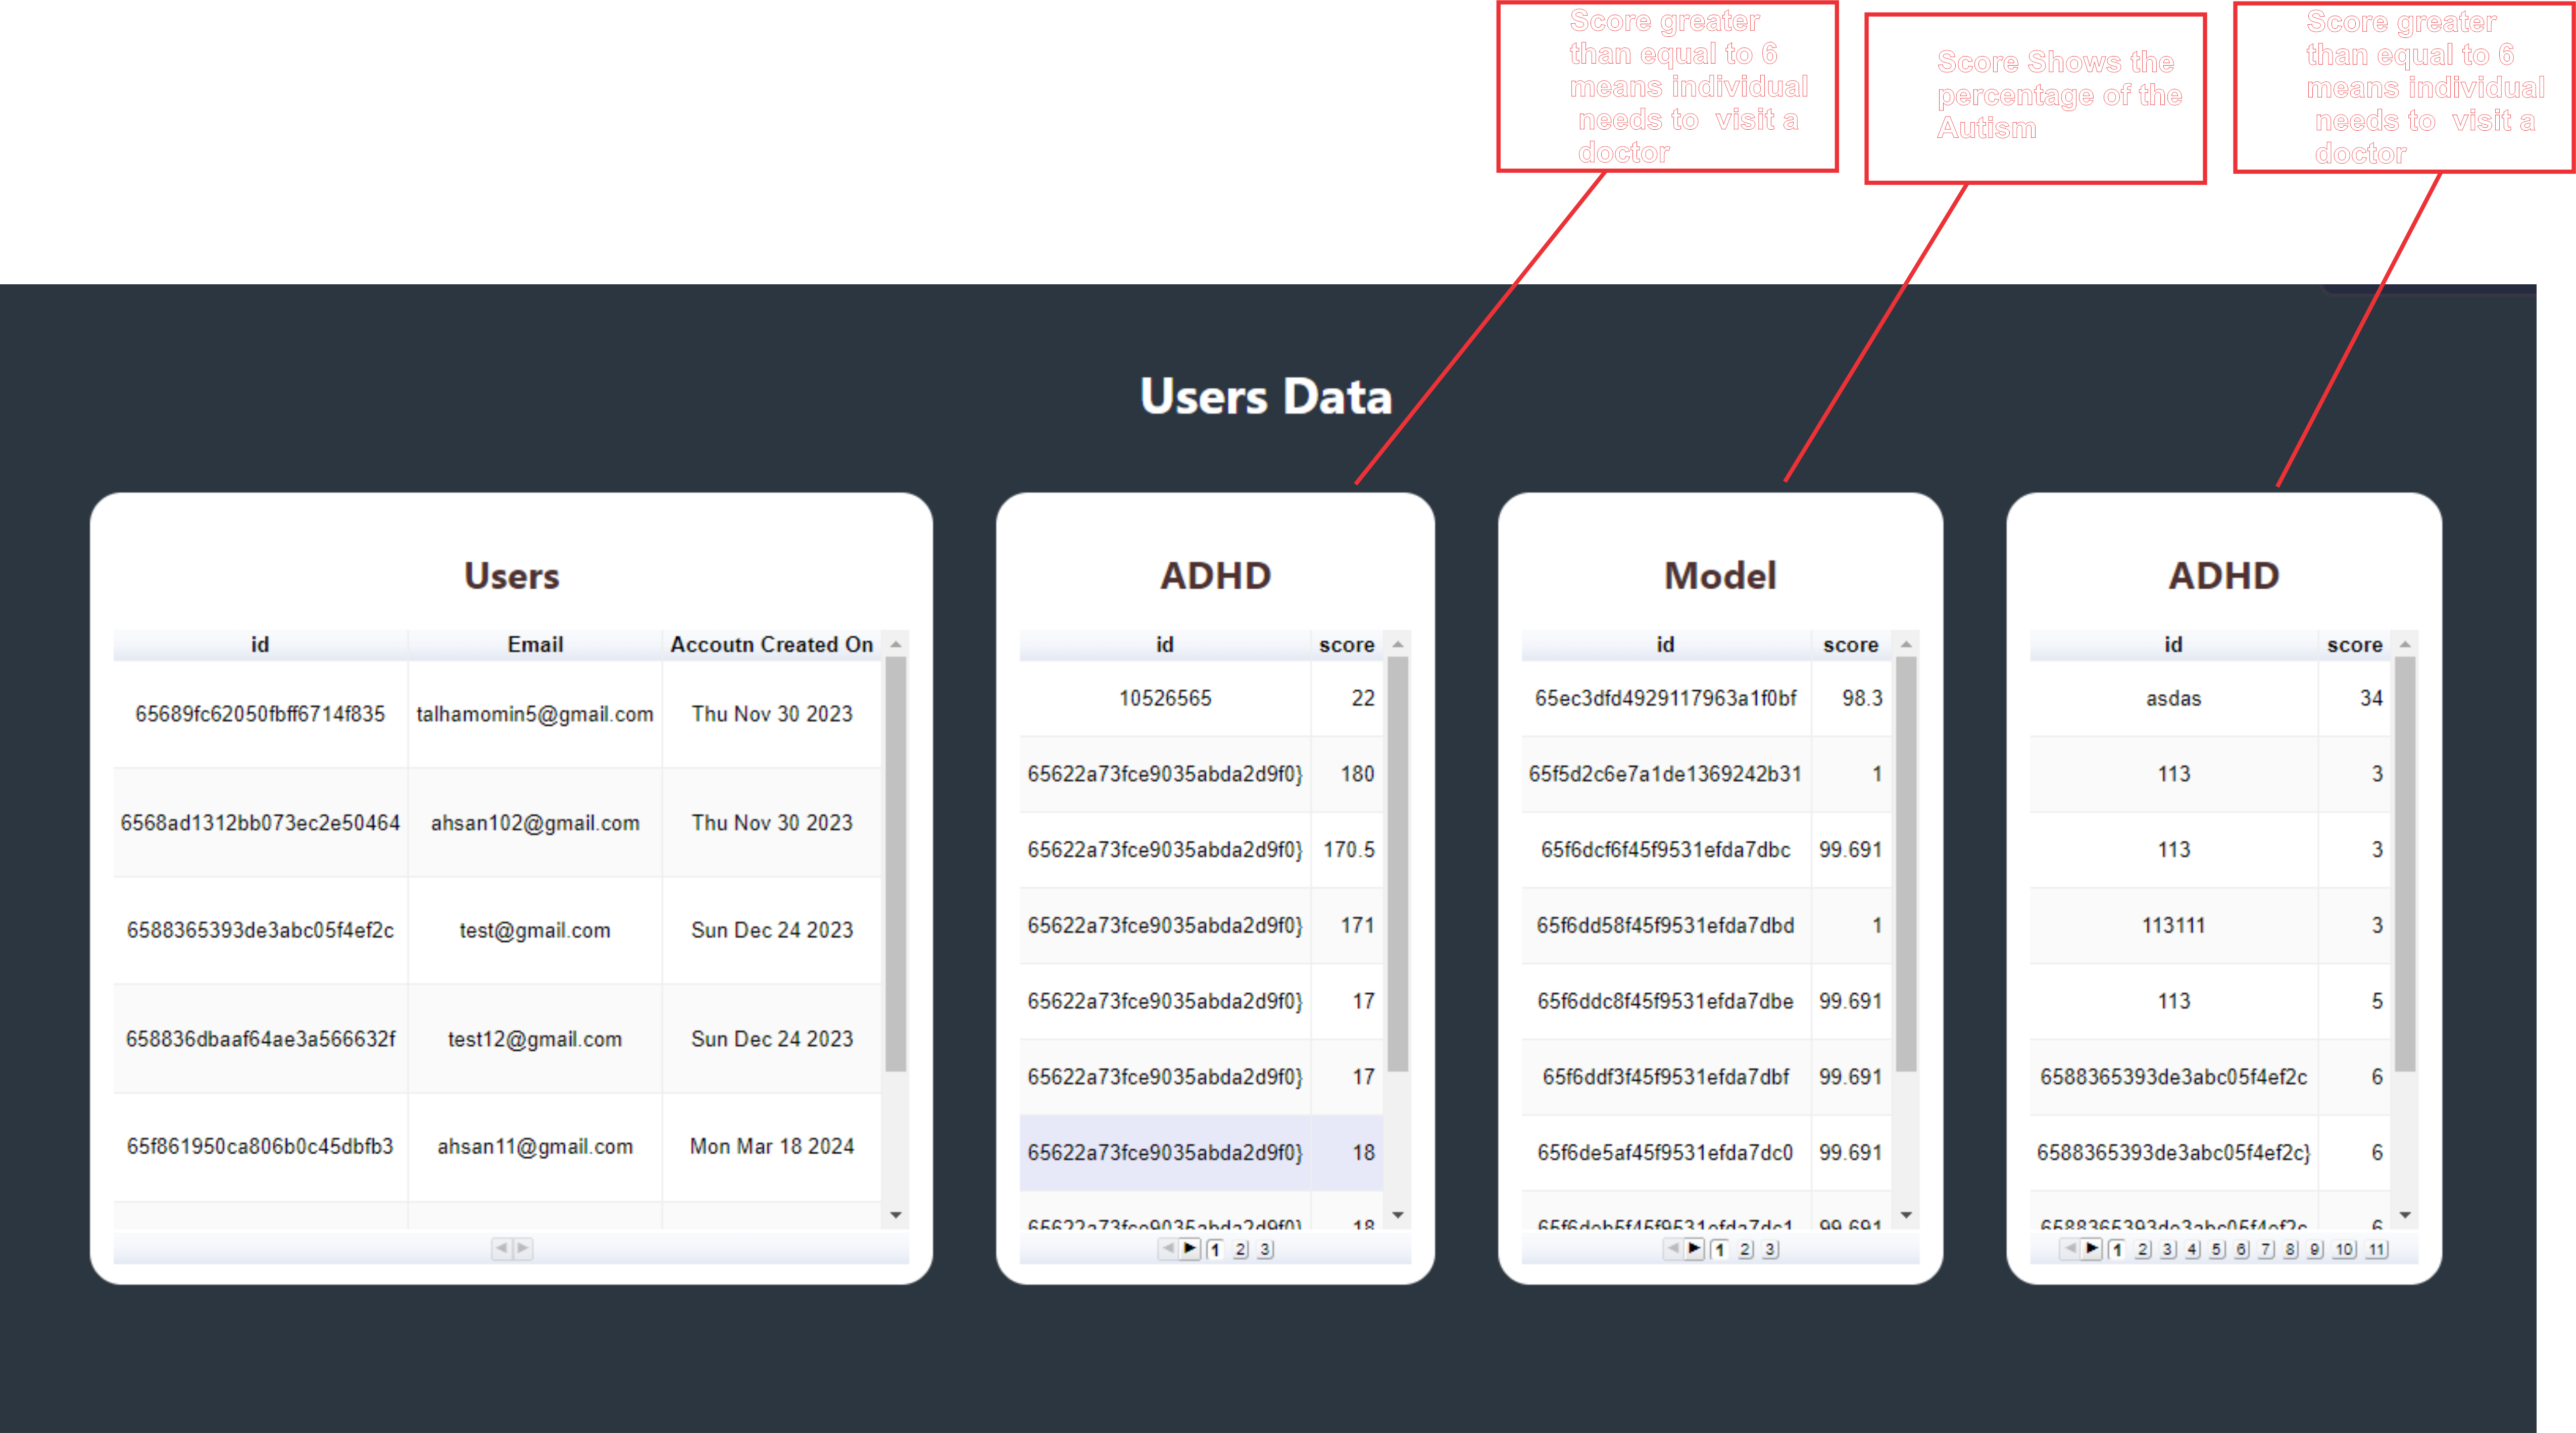 Score greater
than equal to 6
means individual
needs to visit a
doctor
Score Shows the
percentage of the
Autism
Score greater
than equal to 6
means individual
needs to visit a
doctor
Users Data
Users
id Email Accoutn Created On
65689fc62050fbff6714f835 talhamomin5@gmail.com Thu Nov 30 2023
6568ad1312bb073ec2e50464 ahsan102@gmail.com Thu Nov 30 2023
6588365393de3abc05f4ef2c test@gmail.com Sun Dec 24 2023
658836dbaaf64ae3a566632f test12@gmail.com Sun Dec 24 2023
65f861950ca806b0c45dbfb3 ahsan11@gmail.com Mon Mar 18 2024
ADHD
id score
10526565 22
65622a73fce9035abda2d9f0} 180
65622a73fce9035abda2d9f0} 170.5
65622a73fce9035abda2d9f0} 171
65622a73fce9035abda2d9f0} 17
65622a73fce9035abda2d9f0} 17
65622a73fce9035abda2d9f0} 18
65622a73fce9035abda2d9f0} 18
1 2 3
Model
id score
65ec3dfd4929117963a1f0bf 98.3
65f5d2c6e7a1de1369242b31 1
65f6dcf6f45f9531efda7dbc 99.691
65f6dd58f45f9531efda7dbd 1
65f6ddc8f45f9531efda7dbe 99.691
65f6ddf3f45f9531efda7dbf 99.691
65f6de5af45f9531efda7dc0 99.691
65f6deb5f45f9531efda7dc1 99.691
1 2 3
ADHD
id score
asdas 34
113 3
113 3
113111 3
113 5
6588365393de3abc05f4ef2c 6
6588365393de3abc05f4ef2c} 6
6588365393de3abc05f4ef2c 6
1 2 3 4 5 6 7 8 9 10 11